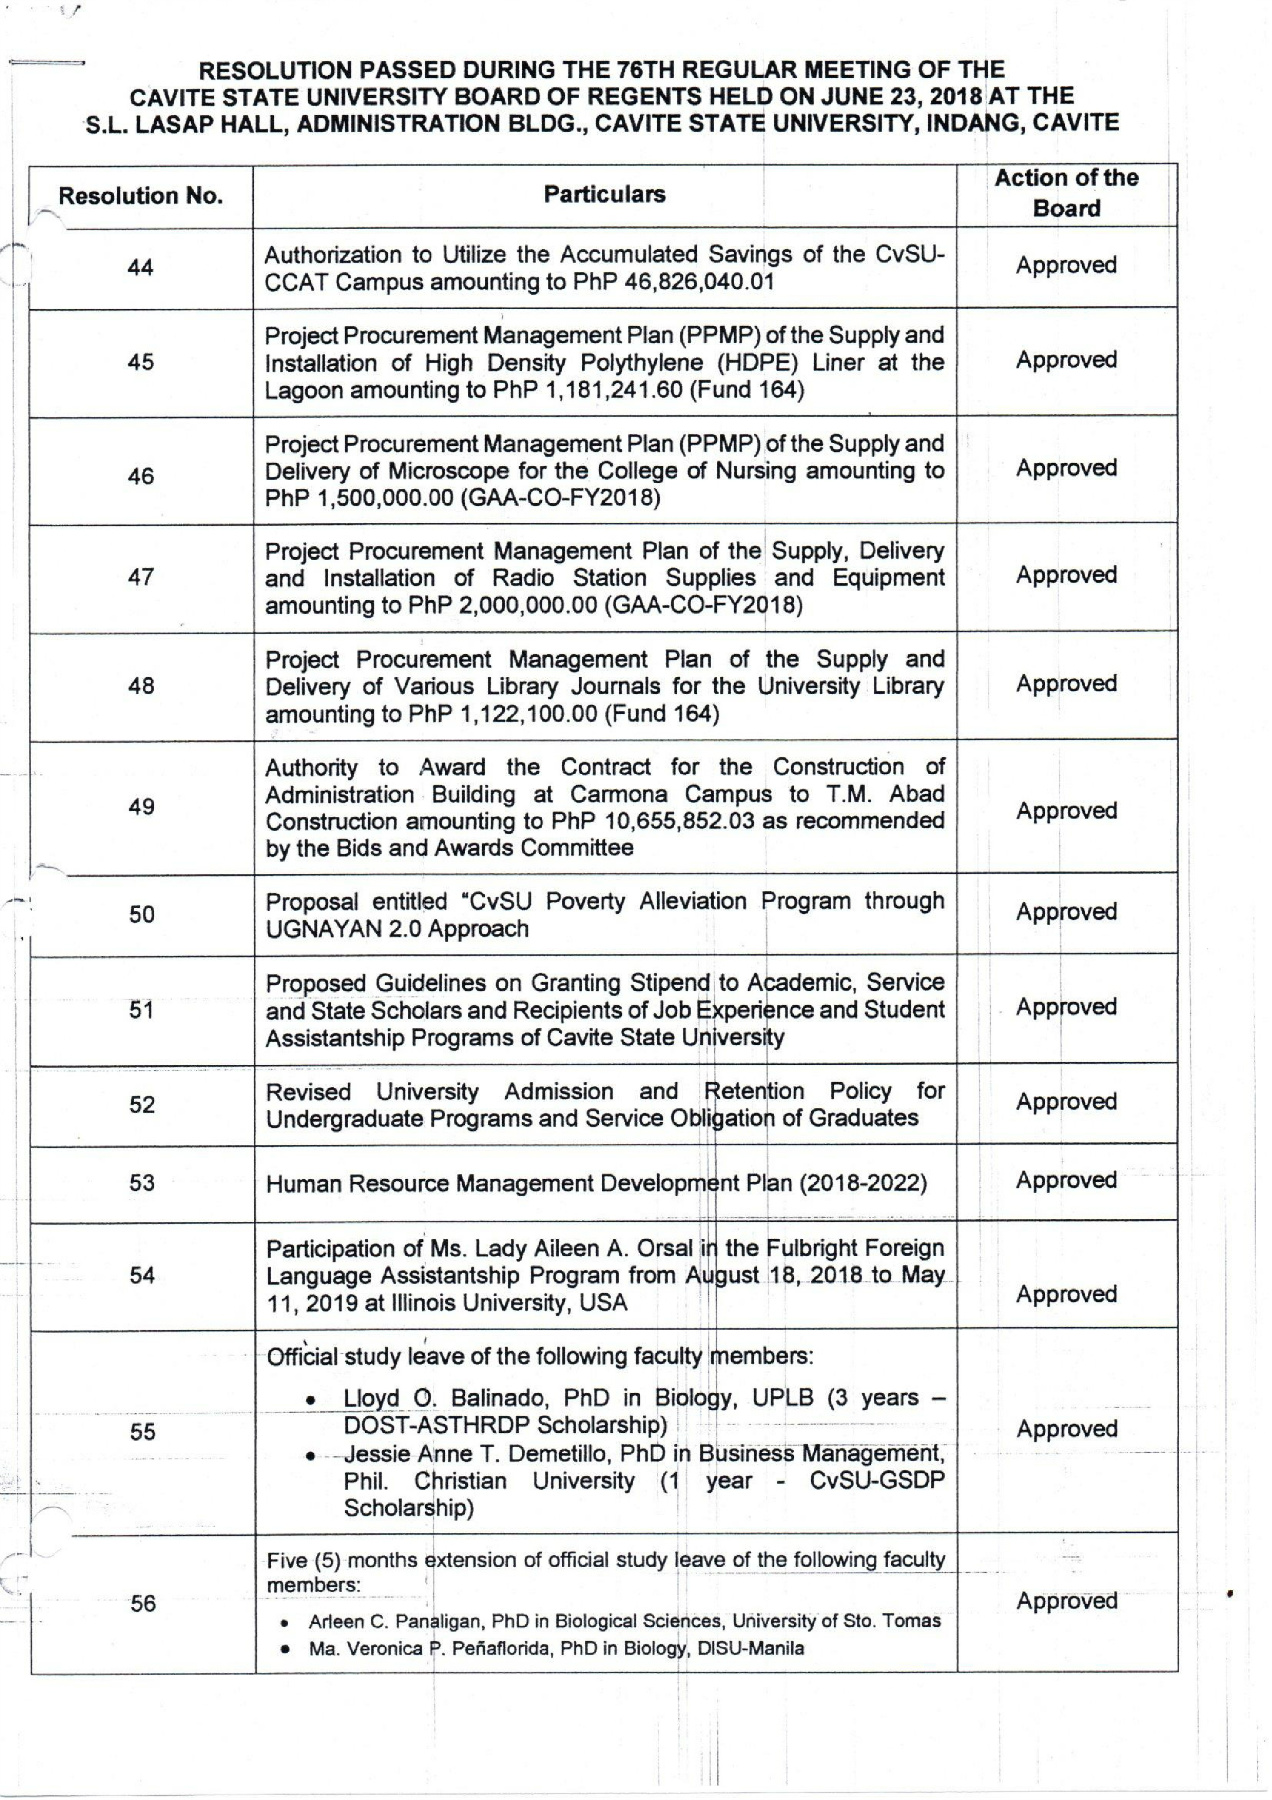 RESOLUTION PASSED DURING THE 76TH REGULAR MEETING OF THE
CAVITE STATE UNIVERSITY BOARD OF REGENTS HELD ON JUNE 23, 2018 AT THE
S.L. LASAP HALL, ADMINISTRATION BLDG., CAVITE STATE UNIVERSITY, INDANG, CAVITE
Resolution No.
Particulars
Action of the
Board
44
Authorization to Utilize the Accumulated Savings of the CvSU-
CCAT Campus amounting to PhP 46,826,040.01
Approved
45
Project Procurement Management Plan (PPMP) of the Supply and
Installation of High Density Polythylene (HDPE) Liner at the
Lagoon amounting to PhP 1,181,241.60 (Fund 164)
Approved
46
Project Procurement Management Plan (PPMP) of the Supply and
Delivery of Microscope for the College of Nursing amounting to
PhP 1,500,000.00 (GAA-CO-FY2018)
Approved
47
Project Procurement Management Plan of the Supply, Delivery
and Installation of Radio Station Supplies and Equipment
amounting to PhP 2,000,000.00 (GAA-CO-FY2018)
Approved
48
Project Procurement Management Plan of the Supply and
Delivery of Various Library Journals for the University Library
amounting to PhP 1,122,100.00 (Fund 164)
Approved
49
Authority to Award the Contract for the Construction of
Administration Building at Carmona Campus to T.M. Abad
Construction amounting to PhP 10,655,852.03 as recommended
by the Bids and Awards Committee
Approved
50
Proposal entitled "CvSU Poverty Alleviation Program through
UGNAYAN 2.0 Approach
Approved
51
Proposed Guidelines on Granting Stipend to Academic, Service
and State Scholars and Recipients of Job Experience and Student
Assistantship Programs of Cavite State University
Approved
52
Revised University Admission and Retention Policy for
Undergraduate Programs and Service Obligation of Graduates
Approved
53
Human Resource Management Development Plan (2018-2022)
Approved
54
Participation of Ms. Lady Aileen A. Orsal in the Fulbright Foreign
Language Assistantship Program from August 18, 2018 to May
11, 2019 at Illinois University, USA
Approved
55
Official study leave of the following faculty members:
• Lloyd O. Balinado, PhD in Biology, UPLB (3 years –
DOST-ASTHRDP Scholarship)
• Jessie Anne T. Demetillo, PhD in Business Management,
Phil. Christian University (1 year - CvSU-GSDP
Scholarship)
Approved
56
Five (5) months extension of official study leave of the following faculty
members:
• Arleen C. Panaligan, PhD in Biological Sciences, University of Sto. Tomas
• Ma. Veronica P. Peñaflorida, PhD in Biology, DlSU-Manila
Approved